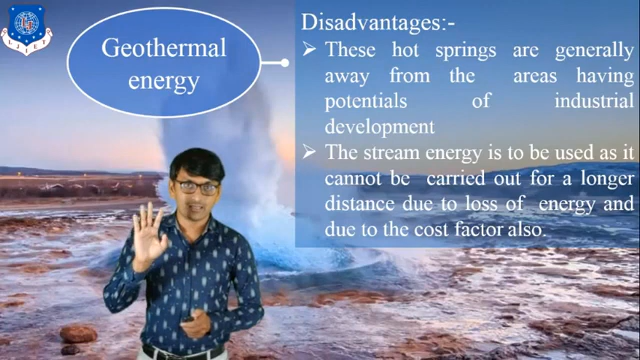 Geothermal
energy
Disadvantages:-
➢ These hot springs are generally
away from the areas having
potentials of industrial
development
➢ The stream energy is to be used as it
cannot be carried out for a longer
distance due to loss of energy and
due to the cost factor also.
LJIET